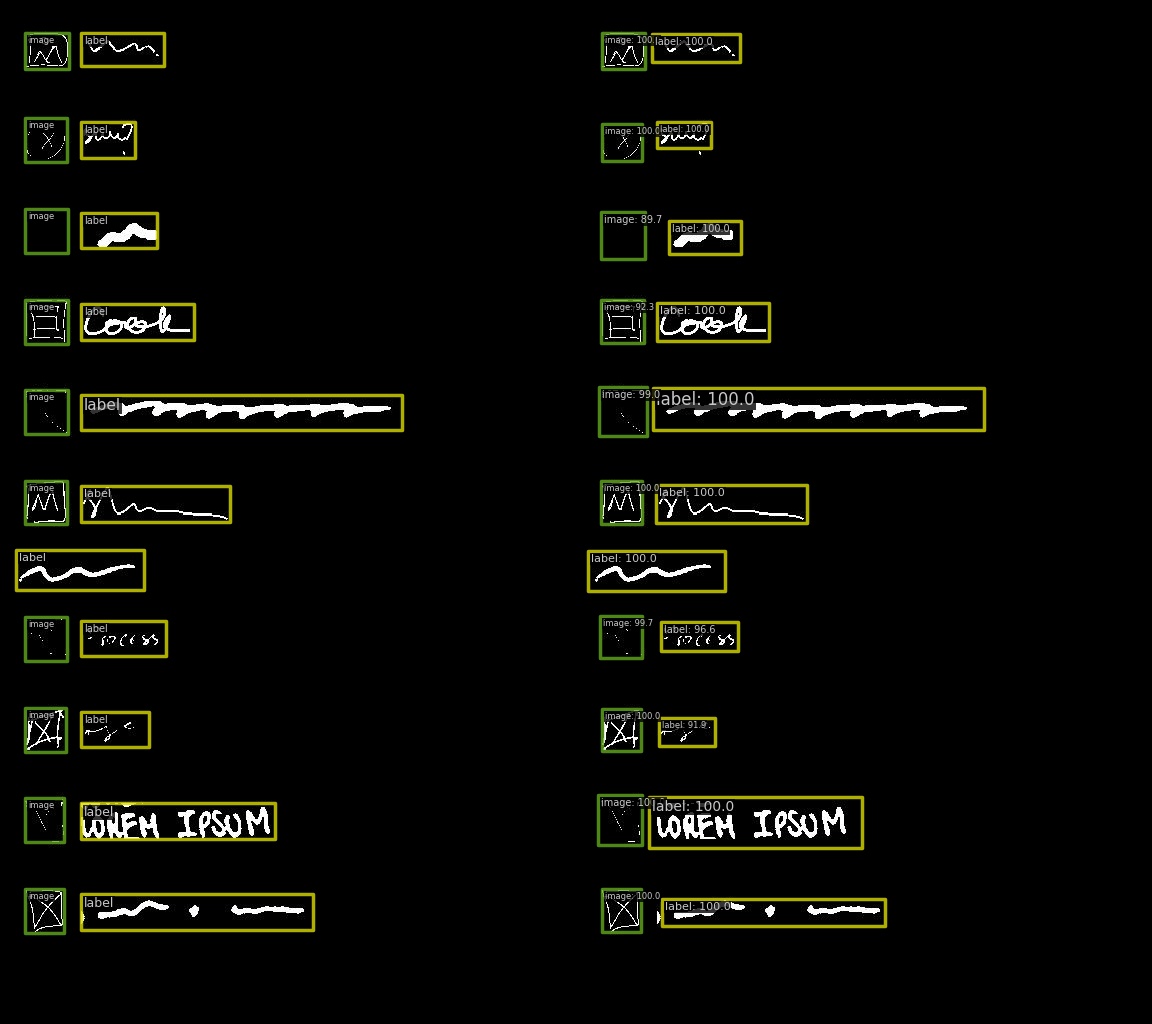 image label image: 100. label: 100.0
image label image: 100.0 label: 100.0
image label image: 89.7 label: 100.0
image label image: 92.3 label: 100.0
image label image: 99.0 label: 100.0
image label image: 100.0 label: 100.0
label label: 100.0
image label image: 99.7 label: 96.6
image label image: 100.0 label: 91.9
image label image: 10 label: 100.0
LOREM IPSUM LOREM IPSUM
image label image: 100.0 label: 100.0